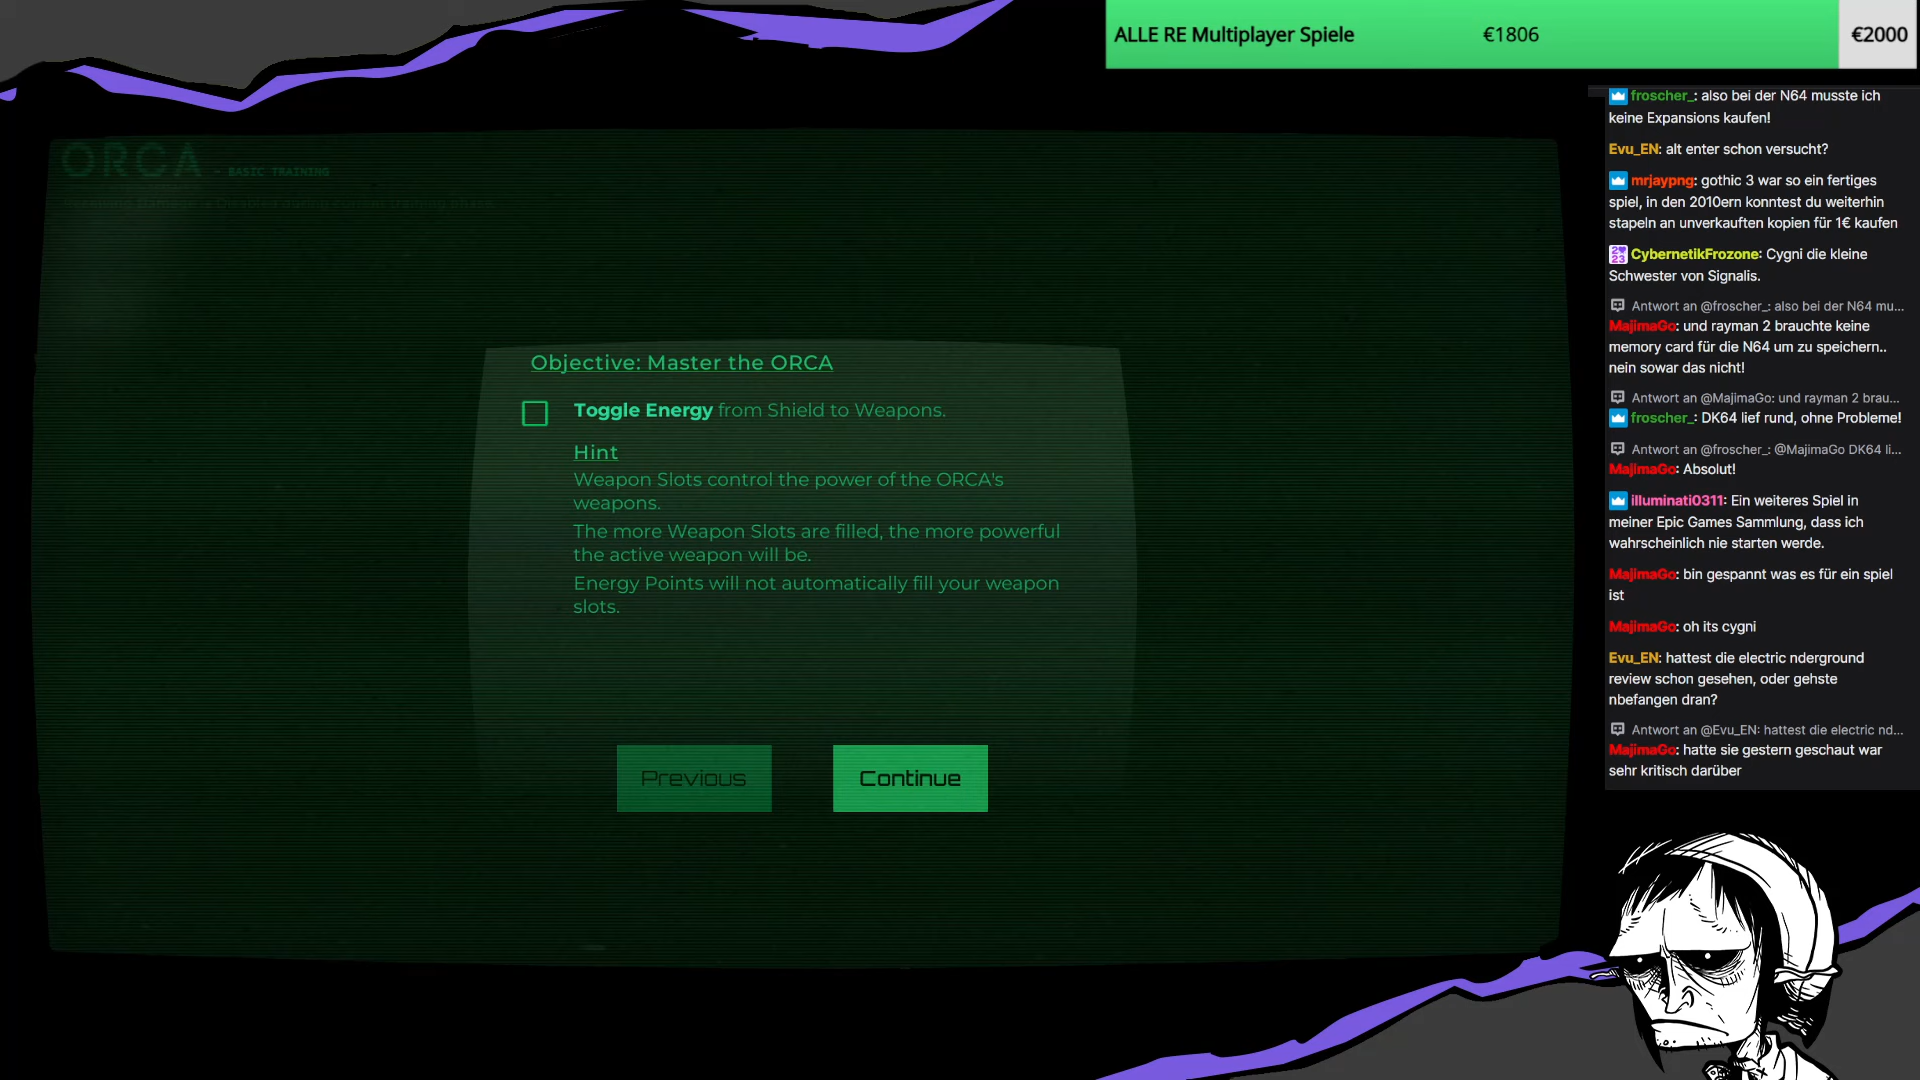 ALLE RE Multiplayer Spiele €1806 €2000
ORCA - BASIC TRAINING
Objective: Master the ORCA
Toggle Energy from Shield to Weapons.
Hint
Weapon Slots control the power of the ORCA's
weapons.
The more Weapon Slots are filled, the more powerful
the active weapon will be.
Energy Points will not automatically fill your weapon
slots.
Previous
Continue
froscher_: also bei der N64 musste ich
keine Expansions kaufen!
Evu_EN: alt enter schon versucht?
mrjaypng: gothic 3 war so ein fertiges
spiel, in den 2010ern konntest du weiterhin
stapeln an unverkauften kopien für 1€ kaufen
CybernetikFrozone: Cygni die kleine
Schwester von Signalis.
Antwort an @froscher_: also bei der N64 mu...
MajimaGo: und rayman 2 brauchte keine
memory card für die N64 um zu speichern..
nein sowar das nicht!
Antwort an @MajimaGo: und rayman 2 brau...
froscher_: DK64 lief rund, ohne Probleme!
Antwort an @froscher_: @MajimaGo DK64 li...
MajimaGo: Absolut!
illuminati0311: Ein weiteres Spiel in
meiner Epic Games Sammlung, dass ich
wahrscheinlich nie starten werde.
MajimaGo: bin gespannt was es für ein spiel
ist
MajimaGo: oh its cygni
Evu_EN: hattest die electric nderground
review schon gesehen, oder gehste
nbefangen dran?
Antwort an @Evu_EN: hattest die electric nd...
MajimaGo: hatte sie gestern geschaut war
sehr kritisch darüber